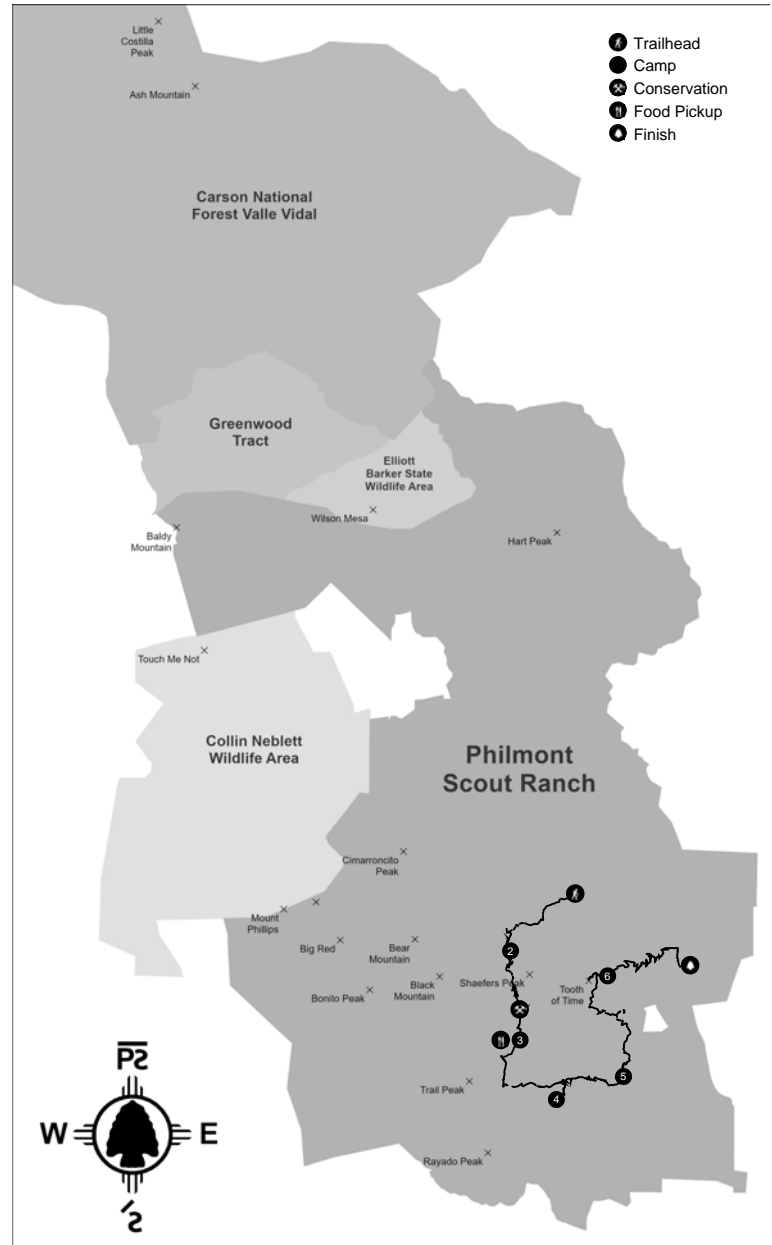 Little
Costilla
Peak
Ash Mountain
Trailhead
Camp
Conservation
Food Pickup
Finish
Carson National
Forest Valle Vidal
Greenwood
Tract
Elliott
Barker State
Wildlife Area
Wilson Mesa
Baldy
Mountain
Hart Peak
Touch Me Not
Collin Neblett
Wildlife Area
Philmont
Scout Ranch
Cimarroncito
Peak
Mount
Phillips
Big Red
Bear
Mountain
Black
Mountain
Bonito Peak
Shaefers Peak
Tooth
of Time
2
6
3
5
4
Trail Peak
Rayado Peak
W
E